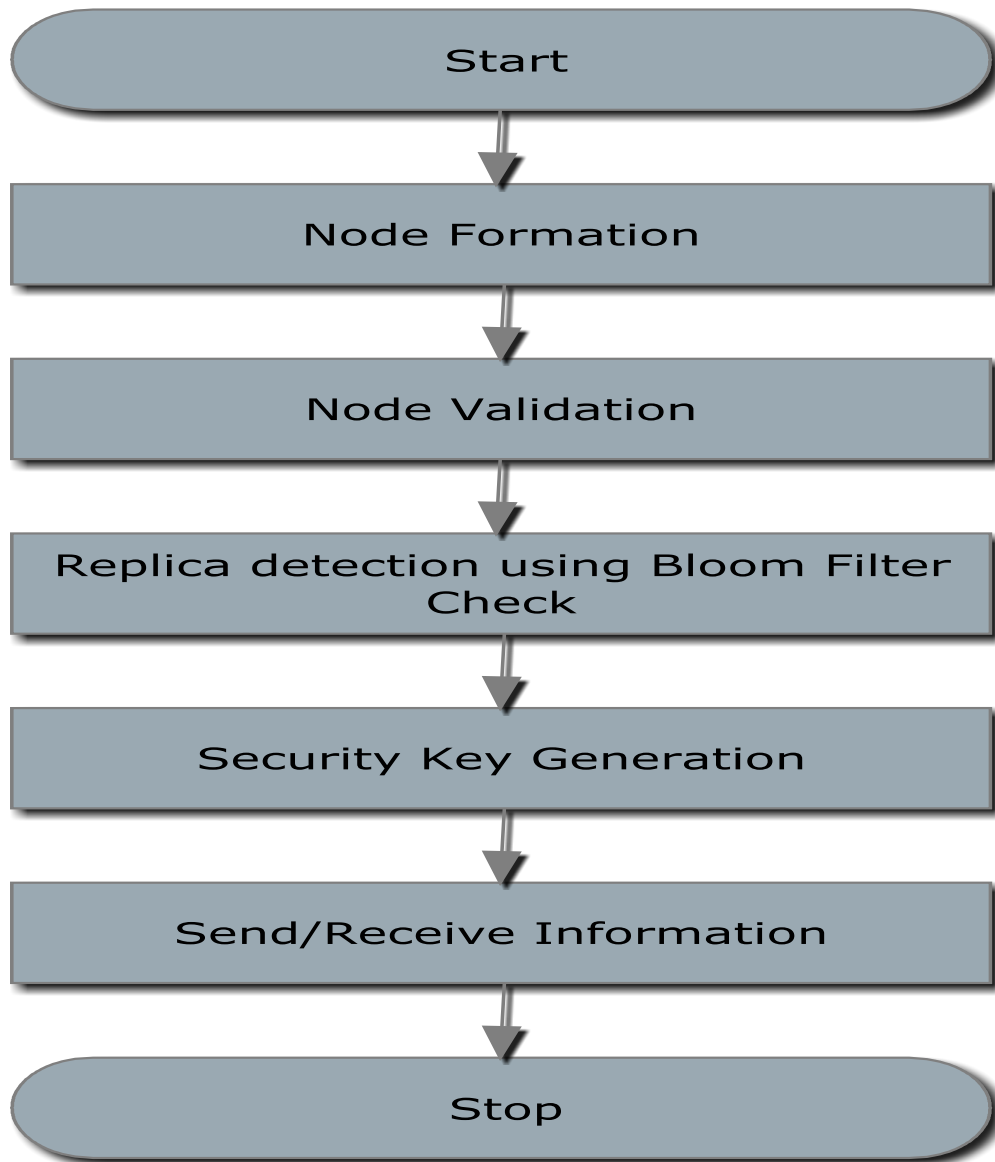 Start
Node Formation
Node Validation
Replica detection using Bloom Filter
Check
Security Key Generation
Send/Receive Information
Stop